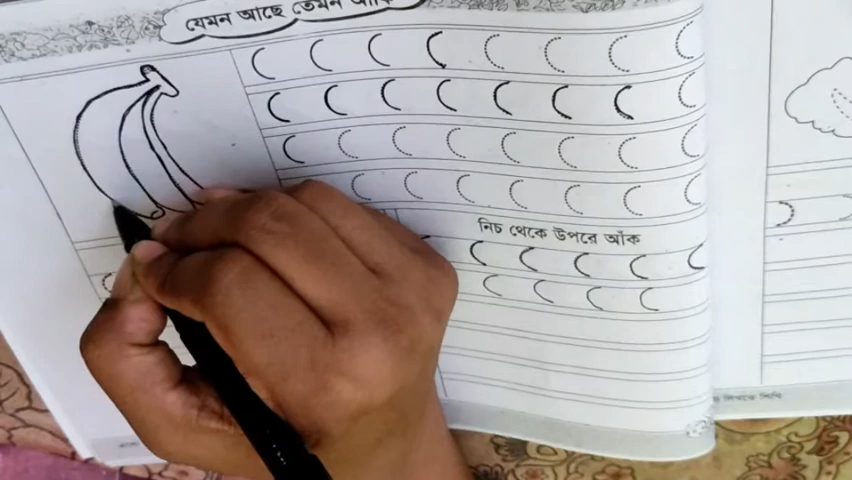 যেমন আছে তেমন আঁক
নিচ থেকে উপরে আঁক